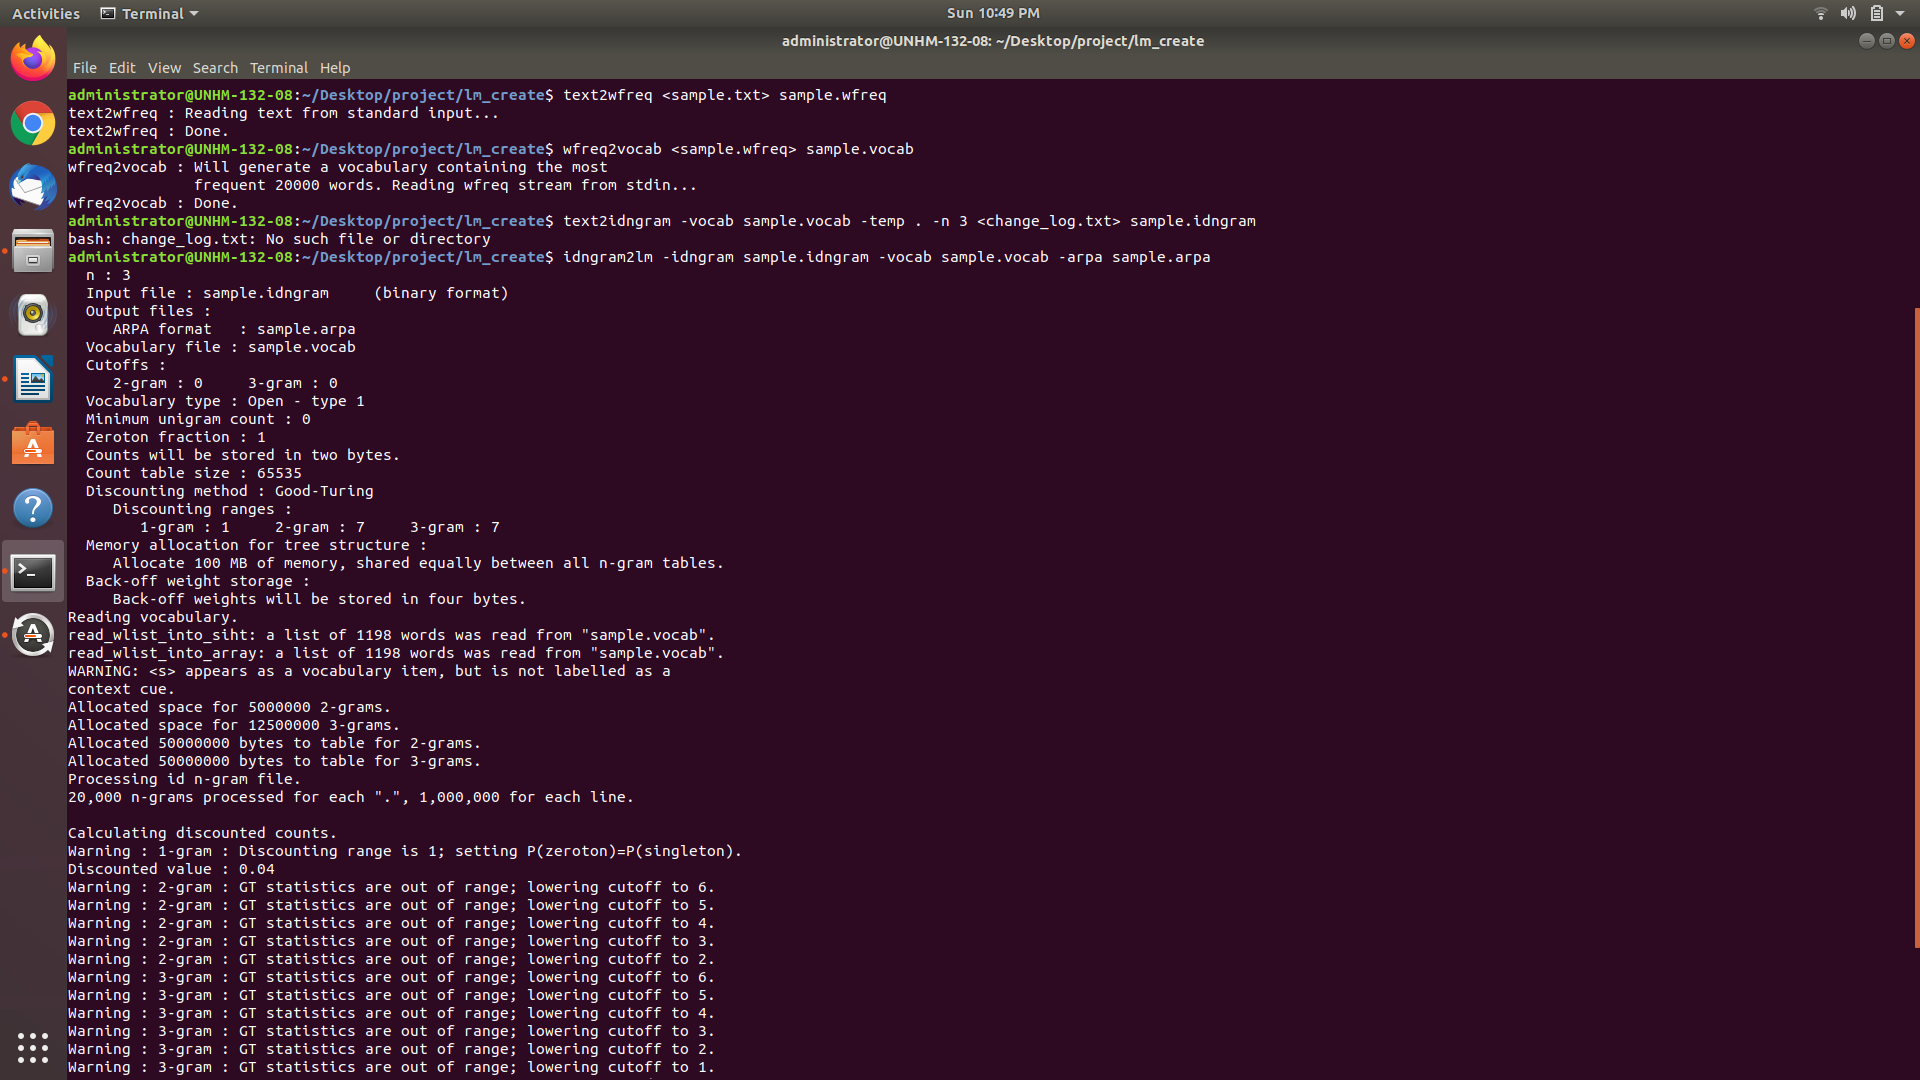 Activities Terminal Sun 10:49 PM
administrator@UNHM-132-08: ~/Desktop/project/lm_create
File Edit View Search Terminal Help
administrator@UNHM-132-08:~/Desktop/project/lm_create$ text2wfreq <sample.txt> sample.wfreq
text2wfreq : Reading text from standard input...
text2wfreq : Done.
administrator@UNHM-132-08:~/Desktop/project/lm_create$ wfreq2vocab <sample.wfreq> sample.vocab
wfreq2vocab : Will generate a vocabulary containing the most
              frequent 20000 words. Reading wfreq stream from stdin...
wfreq2vocab : Done.
administrator@UNHM-132-08:~/Desktop/project/lm_create$ text2idngram -vocab sample.vocab -temp . -n 3 <change_log.txt> sample.idngram
bash: change_log.txt: No such file or directory
administrator@UNHM-132-08:~/Desktop/project/lm_create$ idngram2lm -idngram sample.idngram -vocab sample.vocab -arpa sample.arpa
  n : 3
  Input file : sample.idngram     (binary format)
  Output files :
     ARPA format   : sample.arpa
  Vocabulary file : sample.vocab
  Cutoffs :
     2-gram : 0     3-gram : 0
  Vocabulary type : Open - type 1
  Minimum unigram count : 0
  Zeroton fraction : 1
  Counts will be stored in two bytes.
  Count table size : 65535
  Discounting method : Good-Turing
     Discounting ranges :
        1-gram : 1     2-gram : 7     3-gram : 7
  Memory allocation for tree structure :
     Allocate 100 MB of memory, shared equally between all n-gram tables.
  Back-off weight storage :
     Back-off weights will be stored in four bytes.
Reading vocabulary.
read_wlist_into_siht: a list of 1198 words was read from "sample.vocab".
read_wlist_into_array: a list of 1198 words was read from "sample.vocab".
WARNING: <s> appears as a vocabulary item, but is not labelled as a
context cue.
Allocated space for 5000000 2-grams.
Allocated space for 12500000 3-grams.
Allocated 50000000 bytes to table for 2-grams.
Allocated 50000000 bytes to table for 3-grams.
Processing id n-gram file.
20,000 n-grams processed for each ".", 1,000,000 for each line.

Calculating discounted counts.
Warning : 1-gram : Discounting range is 1; setting P(zeroton)=P(singleton).
Discounted value : 0.04
Warning : 2-gram : GT statistics are out of range; lowering cutoff to 6.
Warning : 2-gram : GT statistics are out of range; lowering cutoff to 5.
Warning : 2-gram : GT statistics are out of range; lowering cutoff to 4.
Warning : 2-gram : GT statistics are out of range; lowering cutoff to 3.
Warning : 2-gram : GT statistics are out of range; lowering cutoff to 2.
Warning : 3-gram : GT statistics are out of range; lowering cutoff to 6.
Warning : 3-gram : GT statistics are out of range; lowering cutoff to 5.
Warning : 3-gram : GT statistics are out of range; lowering cutoff to 4.
Warning : 3-gram : GT statistics are out of range; lowering cutoff to 3.
Warning : 3-gram : GT statistics are out of range; lowering cutoff to 2.
Warning : 3-gram : GT statistics are out of range; lowering cutoff to 1.